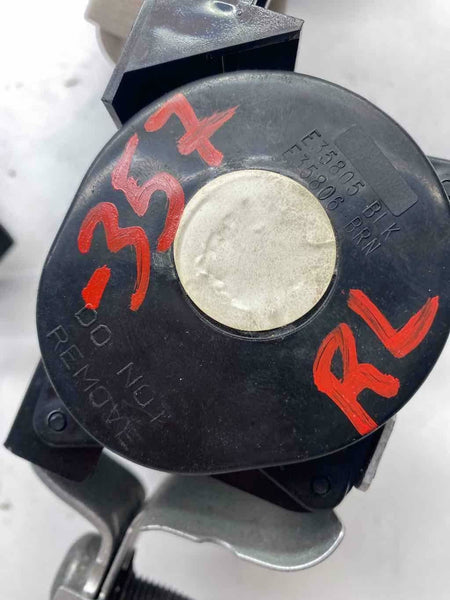 -357
E35805 BLK
E35806 BRN
RL
DO NOT
REMOVE